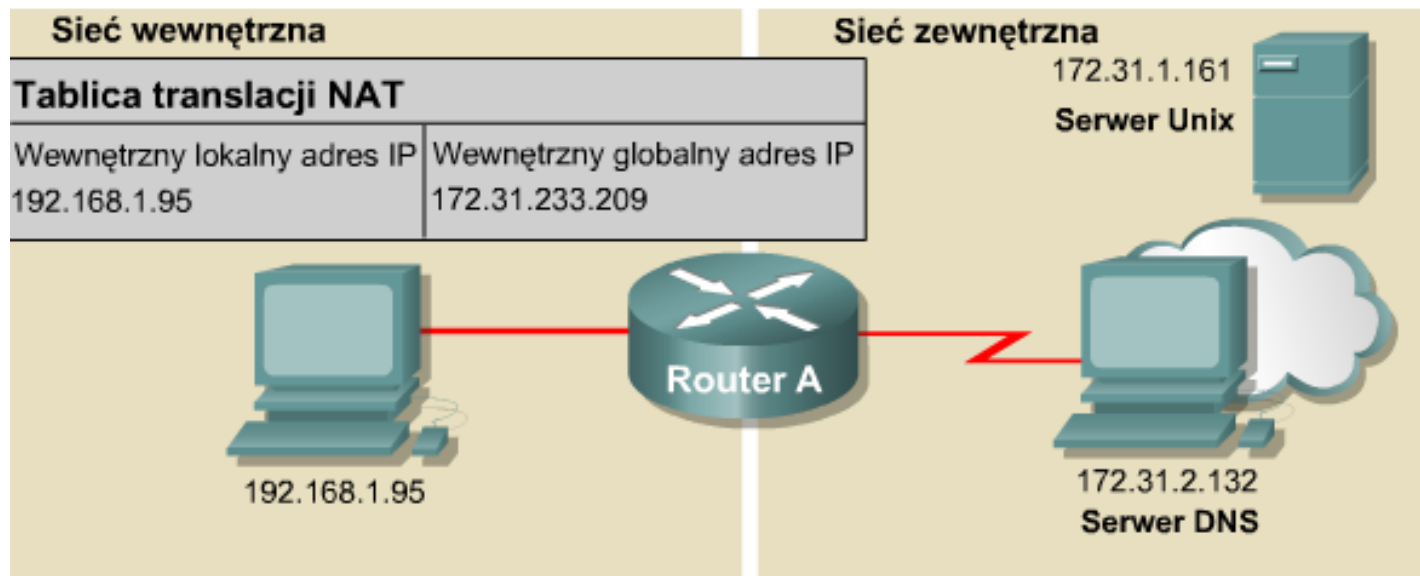 Sieć wewnętrzna
Sieć zewnętrzna
172.31.1.161
Serwer Unix
Tablica translacji NAT
Wewnętrzny lokalny adres IP
192.168.1.95
Wewnętrzny globalny adres IP
172.31.233.209
Router A
192.168.1.95
172.31.2.132
Serwer DNS